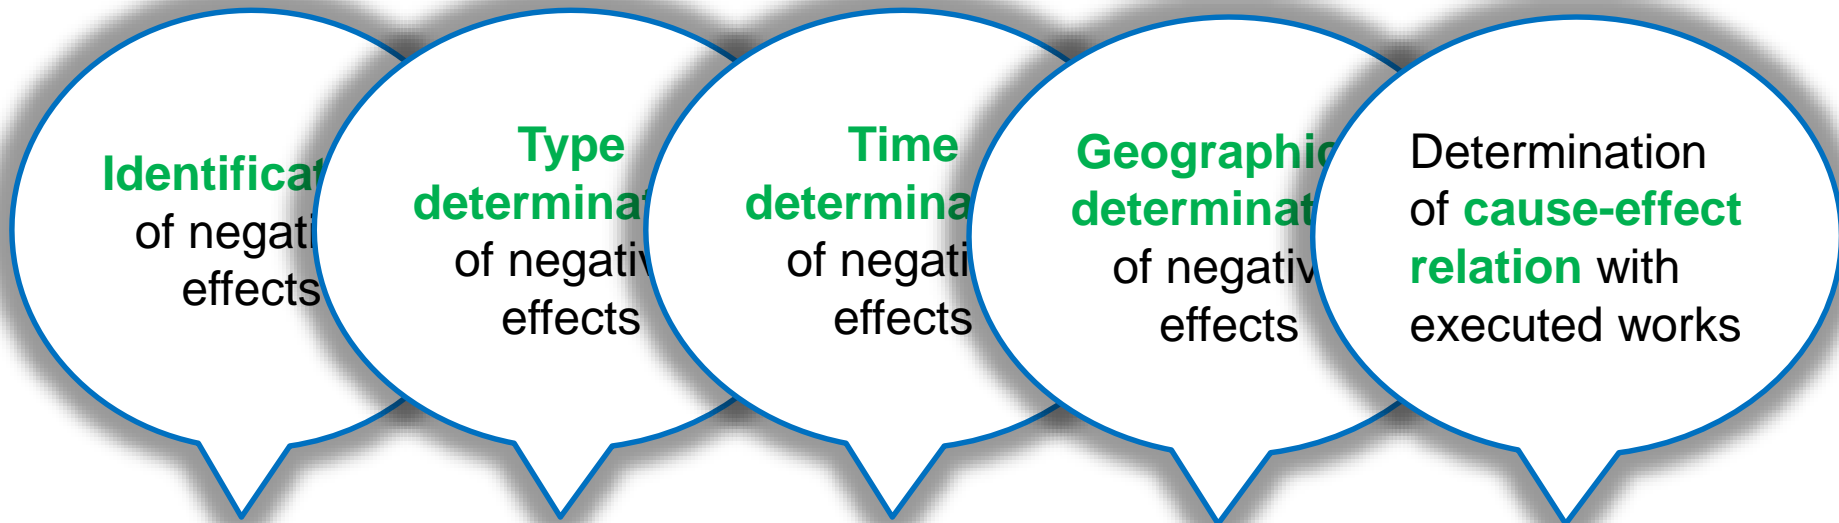 Identificat
of negati
effects
Type
determinat
of negativ
effects
Time
determina
of negati
effects
Geographic
determinat
of negativ
effects
Determination
of cause-effect
relation with
executed works